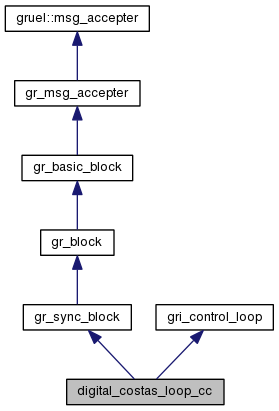 gruel::msg_accepter
gr_msg_accepter
gr_basic_block
gr_block
gr_sync_block
gri_control_loop
digital_costas_loop_cc